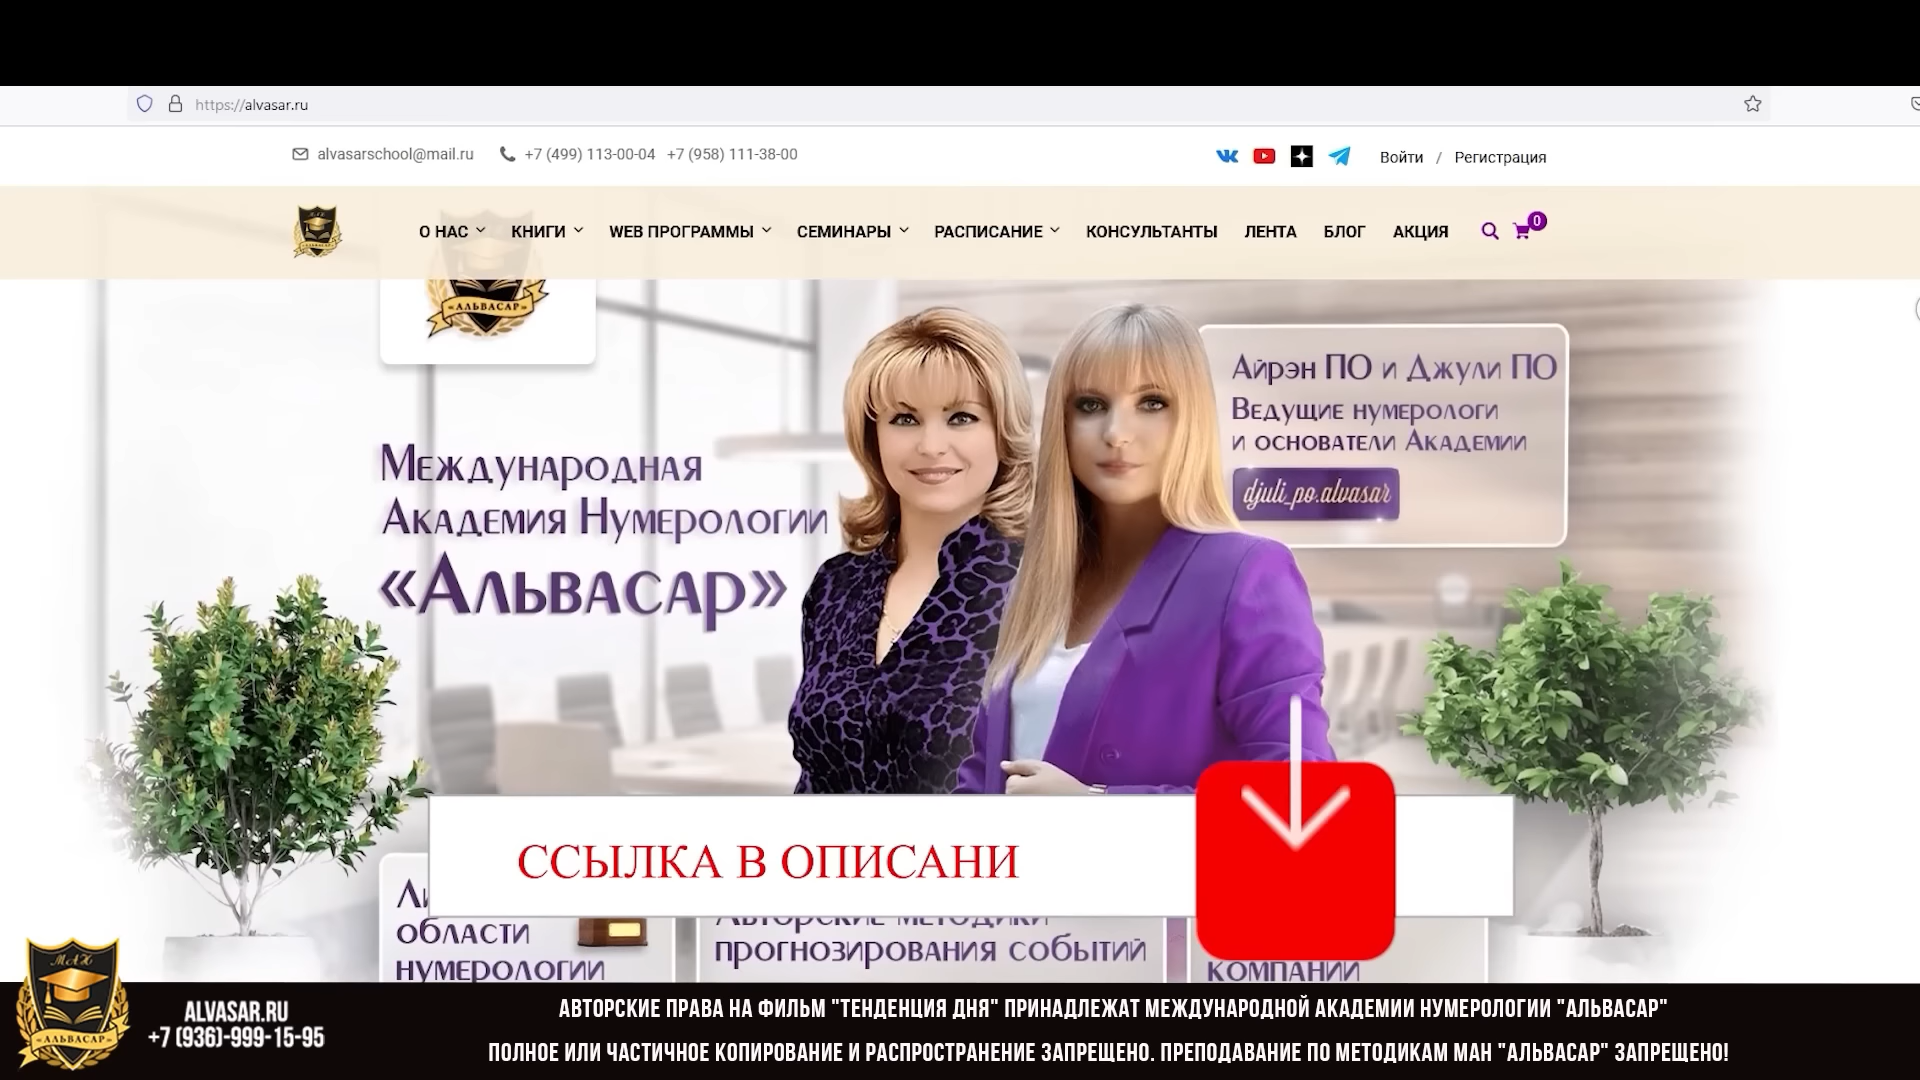 https://alvasar.ru
alvasarschool@mail.ru +7 (499) 113-00-04 +7 (958) 111-38-00
Войти / Регистрация
О НАС КНИГИ WEB ПРОГРАММЫ СЕМИНАРЫ РАСПИСАНИЕ КОНСУЛЬТАНТЫ ЛЕНТА БЛОГ АКЦИЯ 0
«АЛЬВАСАР»
Айрэн ПО и Джули ПО
Ведущие нумерологи
и основатели Академии
djuli_po.alvasar
Международная
Академия Нумерологии
«Альвасар»
ССЫЛКА В ОПИСАНИ
области
нумерологии
Авторские методики
прогнозирования событий
компании
МАН
«АЛЬВАСАР»
ALVASAR.RU
+7 (936)-999-15-95
АВТОРСКИЕ ПРАВА НА ФИЛЬМ "ТЕНДЕНЦИЯ ДНЯ" ПРИНАДЛЕЖАТ МЕЖДУНАРОДНОЙ АКАДЕМИИ НУМЕРОЛОГИИ "АЛЬВАСАР"
ПОЛНОЕ ИЛИ ЧАСТИЧНОЕ КОПИРОВАНИЕ И РАСПРОСТРАНЕНИЕ ЗАПРЕЩЕНО. ПРЕПОДАВАНИЕ ПО МЕТОДИКАМ МАН "АЛЬВАСАР" ЗАПРЕЩЕНО!